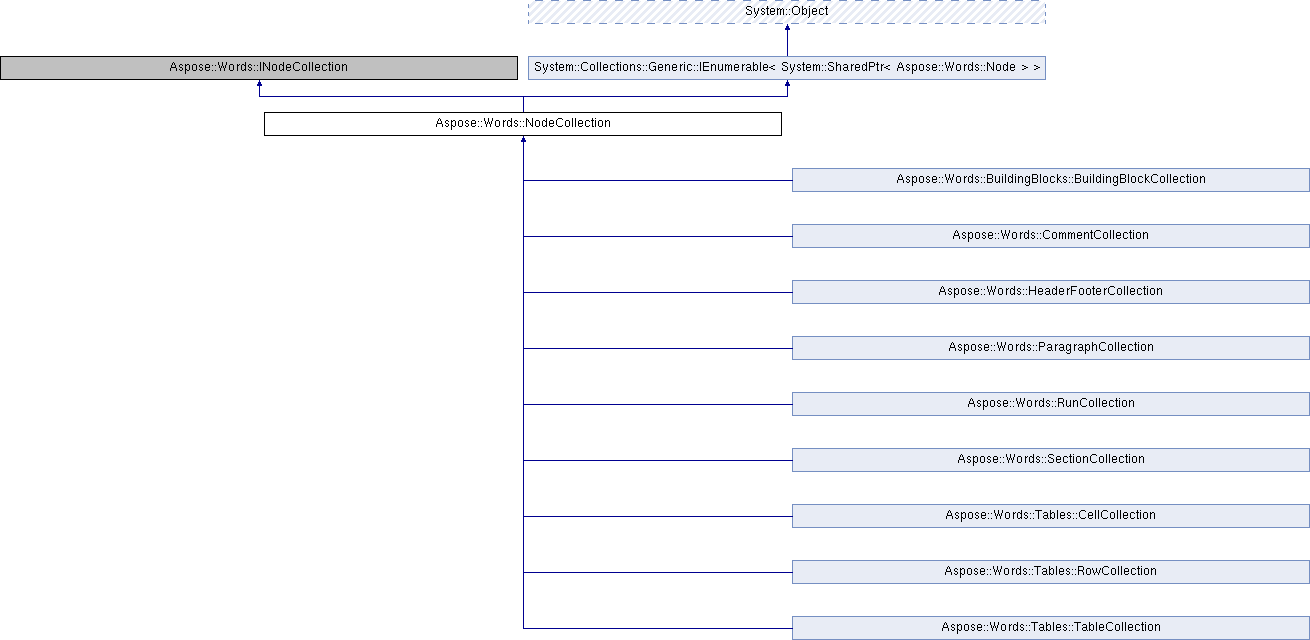 System::Object
Aspose::Words::INodeCollection
System::Collections::Generic::IEnumerable< System::SharedPtr< Aspose::Words::Node > >
Aspose::Words::NodeCollection
Aspose::Words::BuildingBlocks::BuildingBlockCollection
Aspose::Words::CommentCollection
Aspose::Words::HeaderFooterCollection
Aspose::Words::ParagraphCollection
Aspose::Words::RunCollection
Aspose::Words::SectionCollection
Aspose::Words::Tables::CellCollection
Aspose::Words::Tables::RowCollection
Aspose::Words::Tables::TableCollection